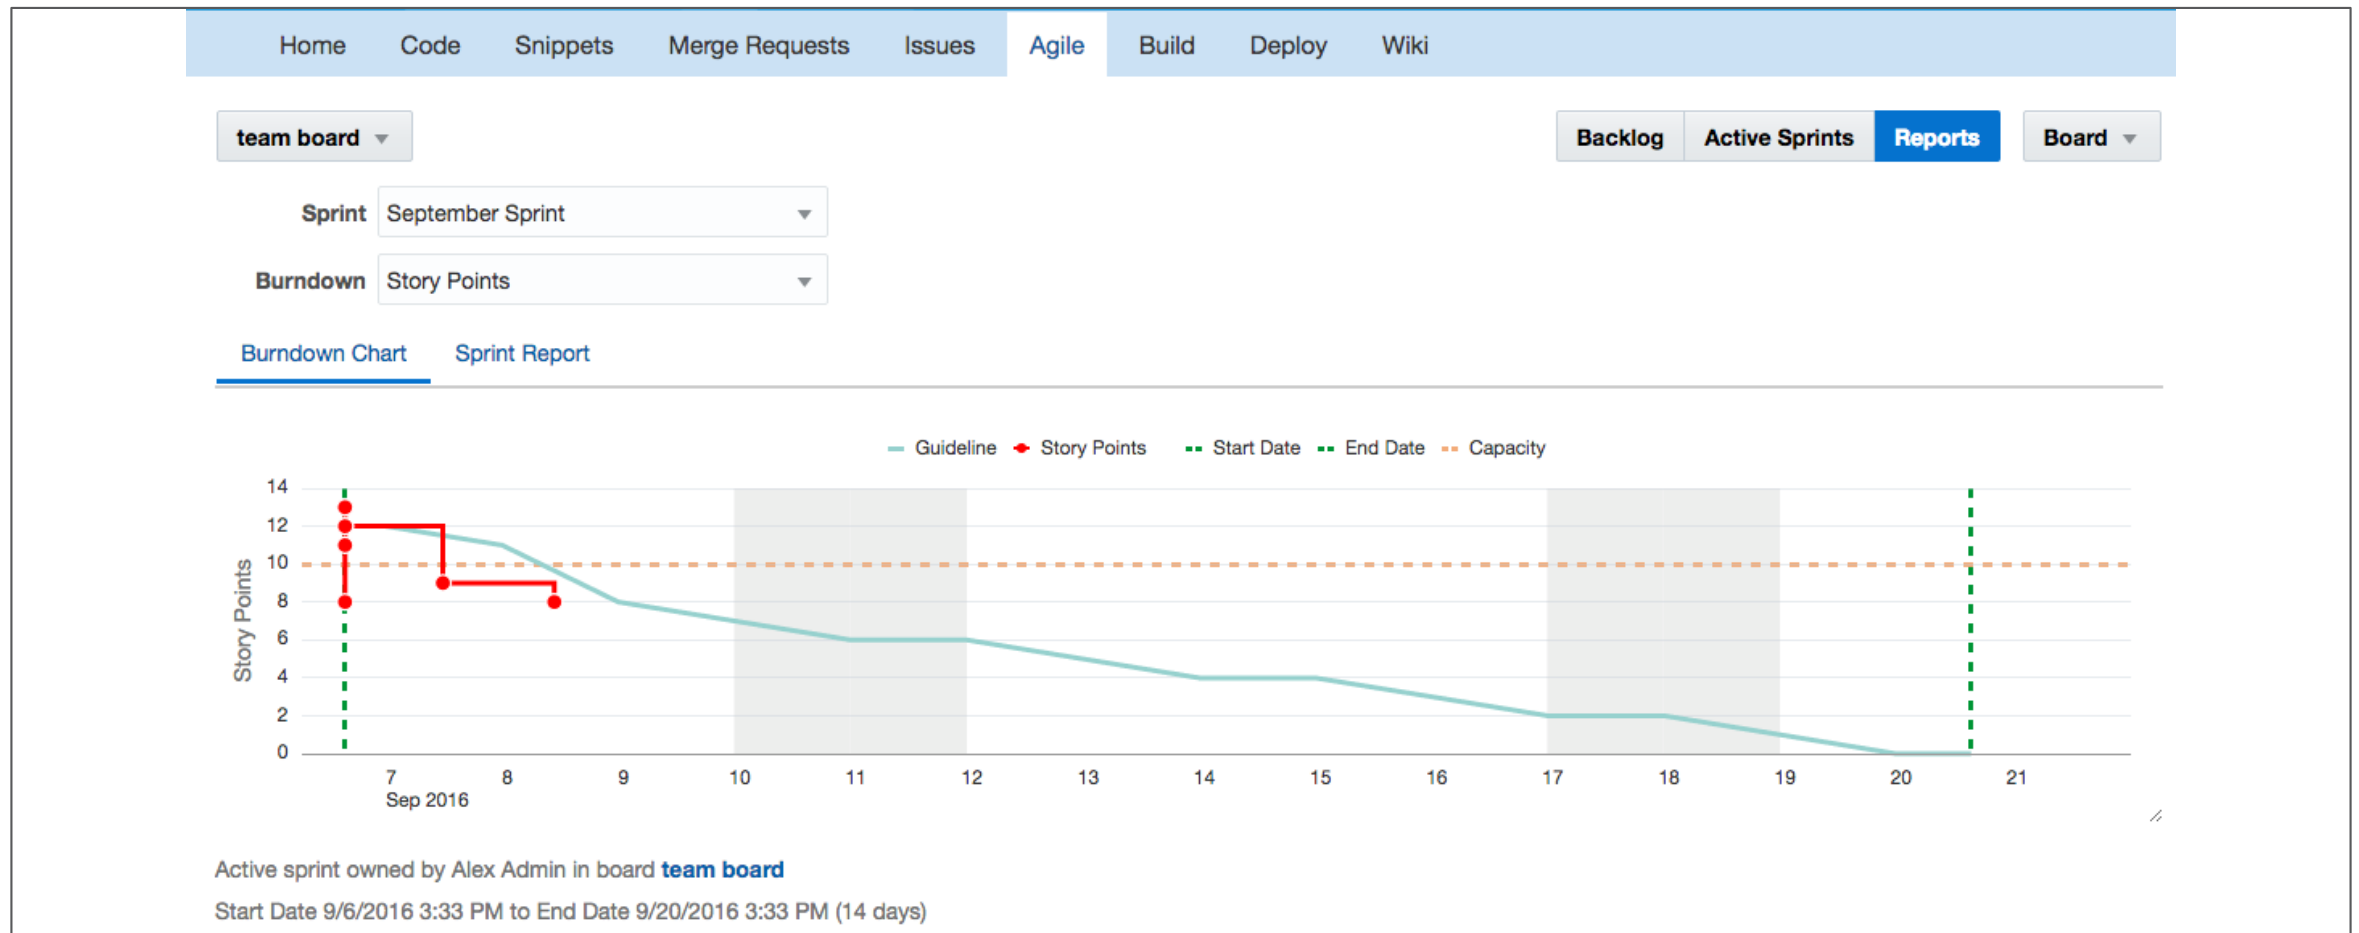 Home Code Snippets Merge Requests Issues Agile Build Deploy Wiki
team board Backlog Active Sprints Reports Board
Sprint September Sprint
Burndown Story Points
Burndown Chart Sprint Report
Guideline Story Points Start Date End Date Capacity
Story Points
14
12
10
8
6
4
2
0
7 8 9 10 11 12 13 14 15 16 17 18 19 20 21
Sep 2016
Active sprint owned by Alex Admin in board team board
Start Date 9/6/2016 3:33 PM to End Date 9/20/2016 3:33 PM (14 days)